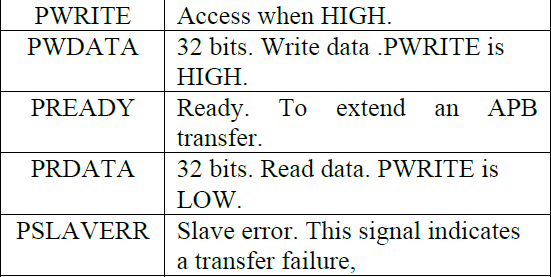 PWRITE Access when HIGH.
PWDATA 32 bits. Write data .PWRITE is
HIGH.
PREADY Ready. To extend an APB
transfer.
PRDATA 32 bits. Read data. PWRITE is
LOW.
PSLAVERR Slave error. This signal indicates
a transfer failure,